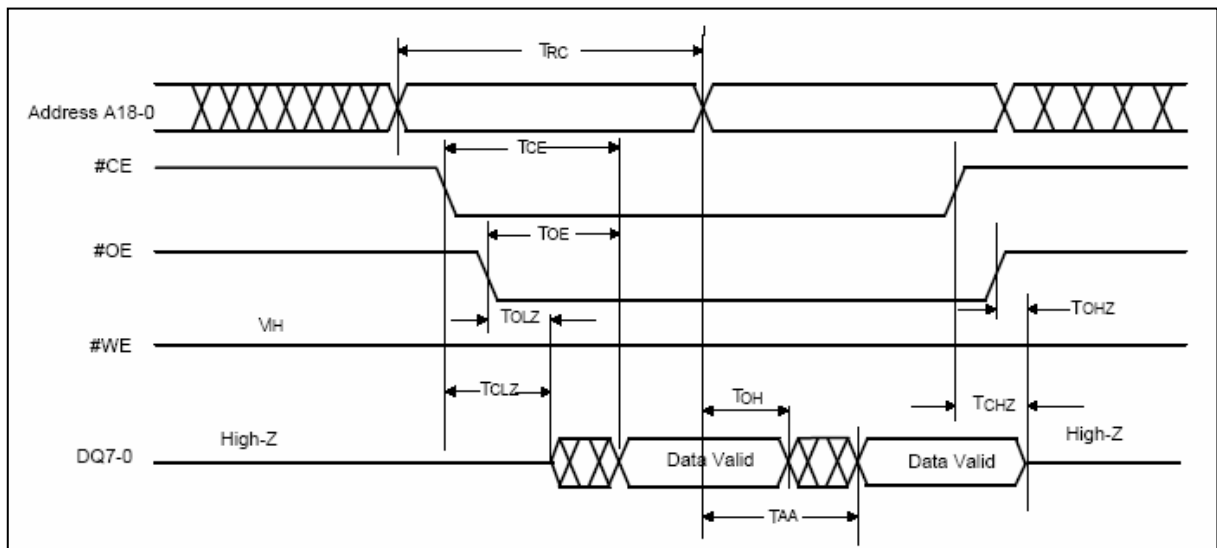 TRC
Address A18-0
TCE
#CE
TOE
#OE
TOLZ
TOHZ
VIH
#WE
TCLZ
TOH
TCHZ
High-Z
High-Z
DQ7-0
Data Valid
Data Valid
TAA